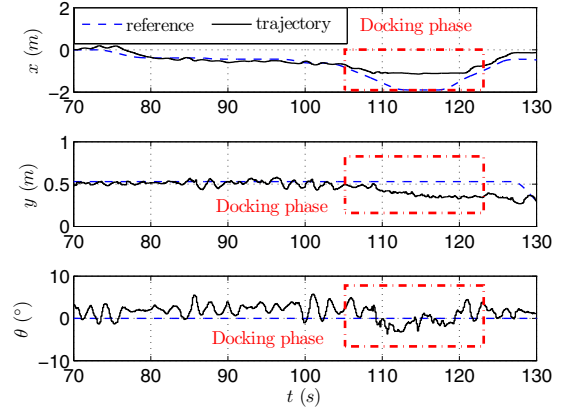 reference trajectory Docking phase
x (m)
0
−2
70 80 90 100 110 120 130
y (m)
1
0.5
0
Docking phase
70 80 90 100 110 120 130
θ (°)
10
0
−10
Docking phase
70 80 90 100 110 120 130
t (s)